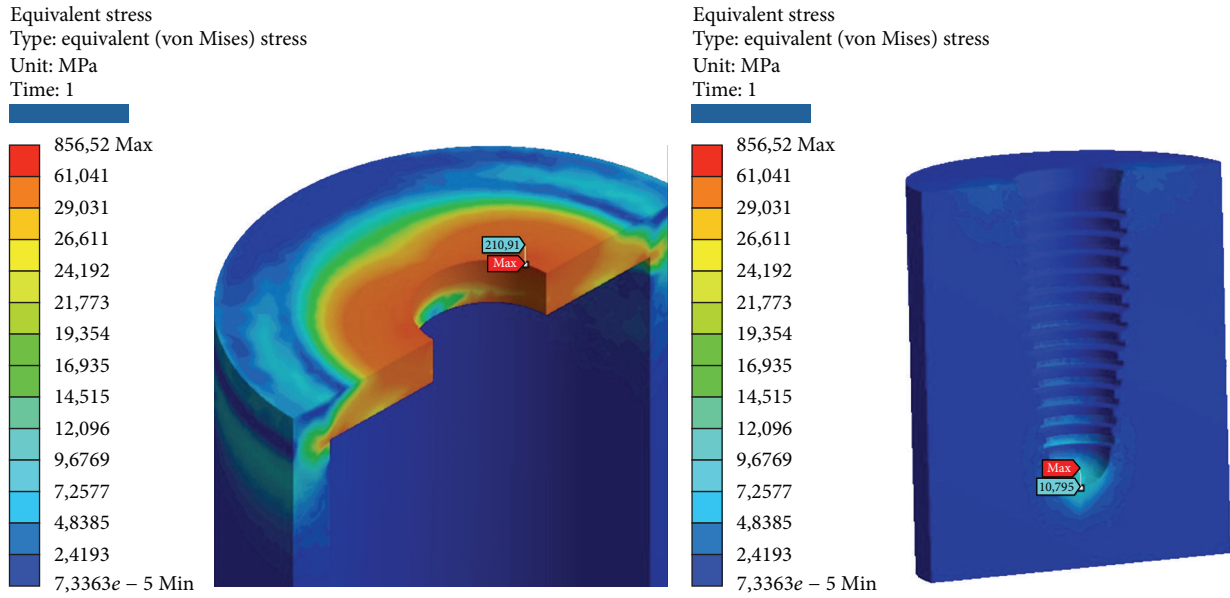 Equivalent stress
Type: equivalent (von Mises) stress
Unit: MPa
Time: 1
856,52 Max
61,041
29,031
26,611
24,192
21,773
19,354
16,935
14,515
12,096
9,6769
7,2577
4,8385
2,4193
7,3363e − 5 Min
210,91
Max
Equivalent stress
Type: equivalent (von Mises) stress
Unit: MPa
Time: 1
856,52 Max
61,041
29,031
26,611
24,192
21,773
19,354
16,935
14,515
12,096
9,6769
7,2577
4,8385
2,4193
7,3363e − 5 Min
Max
10,795